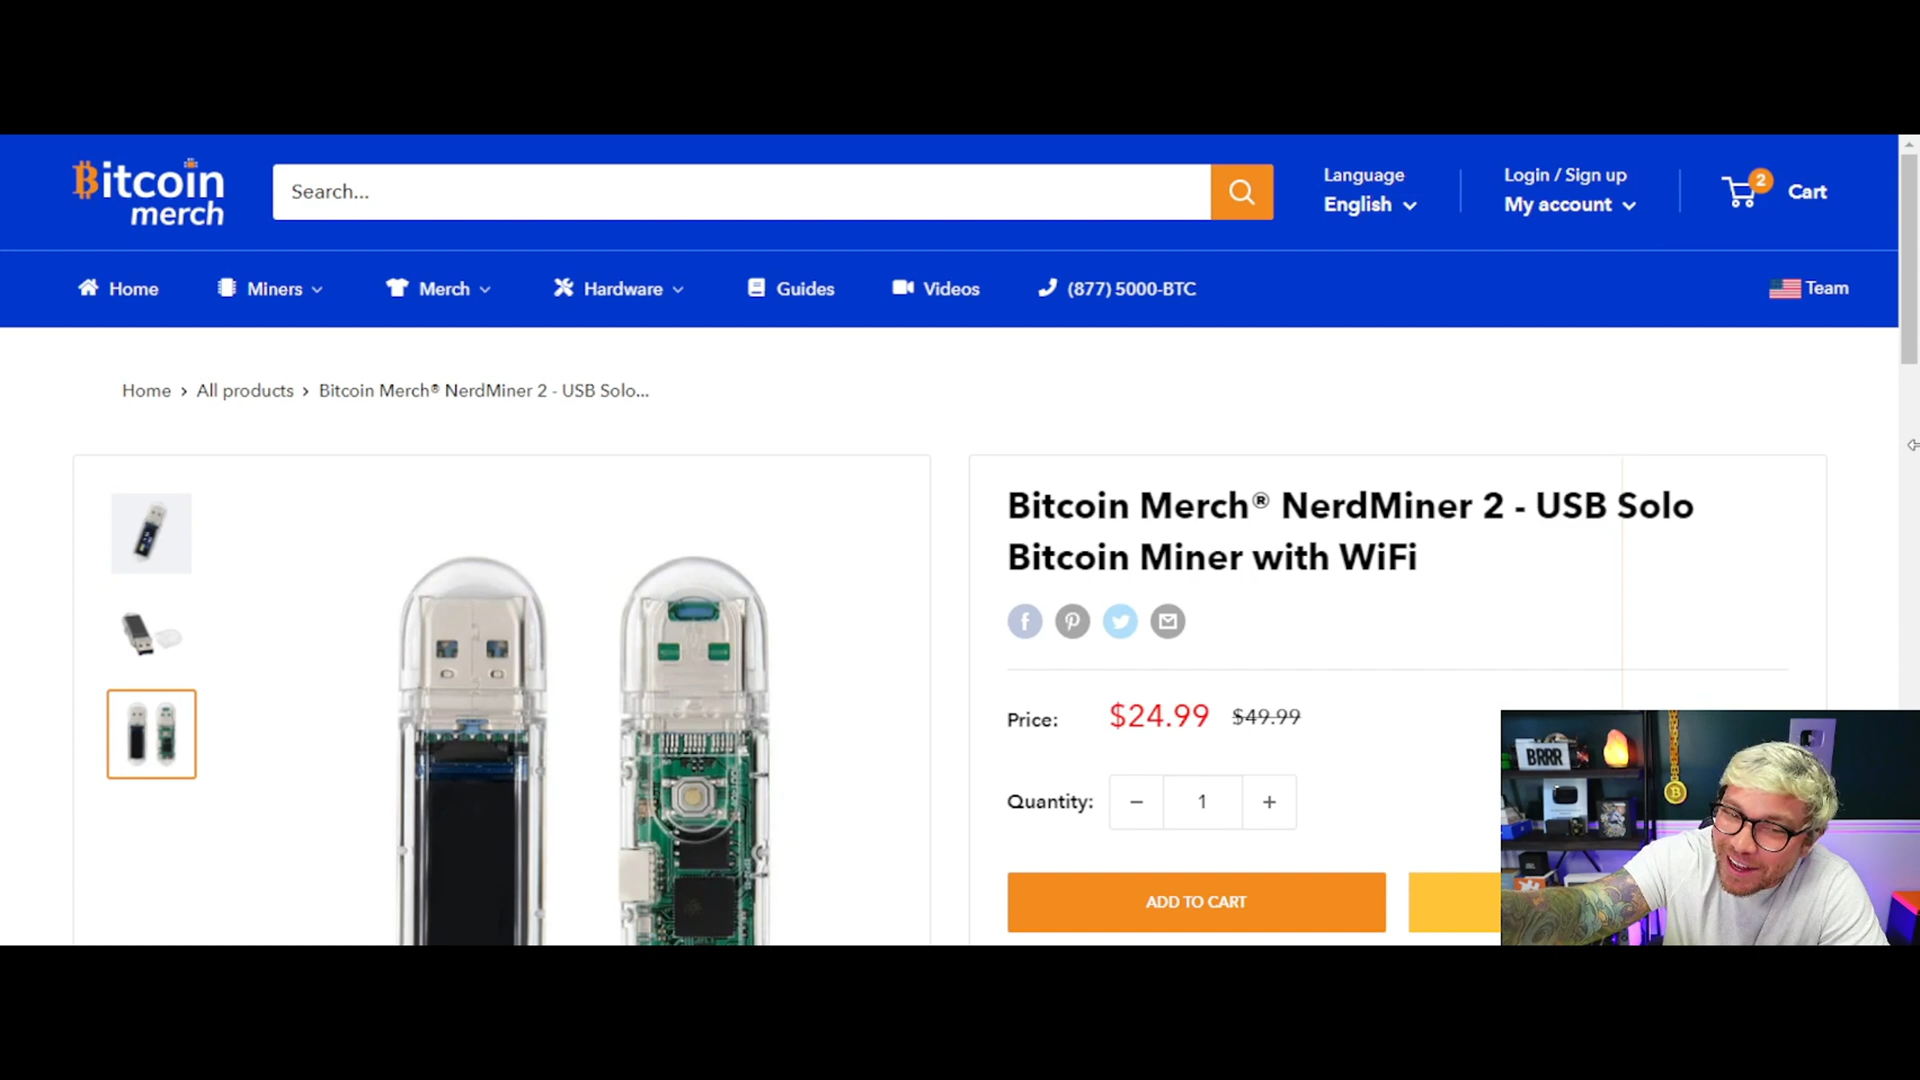 Bitcoin
merch
Search...
Language
English
Login / Sign up
My account
2
Cart
Home
Miners
Merch
Hardware
Guides
Videos
(877) 5000-BTC
Team
Home › All products › Bitcoin Merch® NerdMiner 2 - USB Solo...
Bitcoin Merch® NerdMiner 2 - USB Solo
Bitcoin Miner with WiFi
Price: $24.99 $49.99
Quantity: − 1 +
ADD TO CART
BRRR